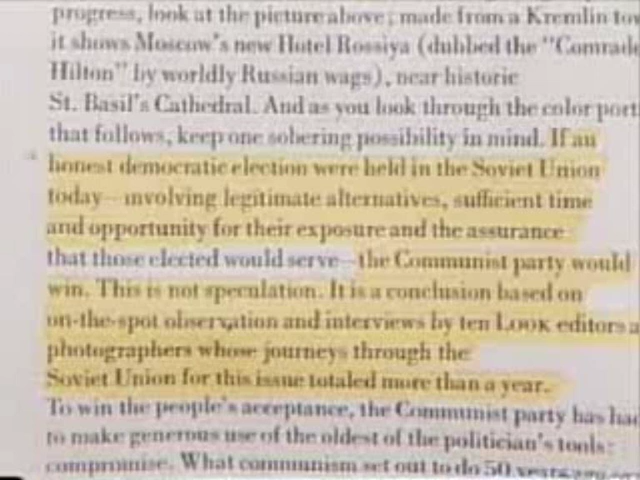 progress, look at the picture above; made from a Kremlin
it shows Moscow's new Hotel Rossiya (dubbed the "Comrade
Hilton" by worldly Russian wags), near historic
St. Basil's Cathedral. And as you look through the color
that follows, keep one sobering possibility in mind. If an
honest democratic election were held in the Soviet Union
today—involving legitimate alternatives, sufficient time
and opportunity for their exposure and the assurance
that those elected would serve—the Communist party would
win. This is not speculation. It is a conclusion based on
on-the-spot observation and interviews by ten LOOK editors
photographers whose journeys through the
Soviet Union for this issue totaled more than a year.
To win the people's acceptance, the Communist party has had
to make generous use of the oldest of the politician's tools:
compromise. What communism set out to do 50 years ago